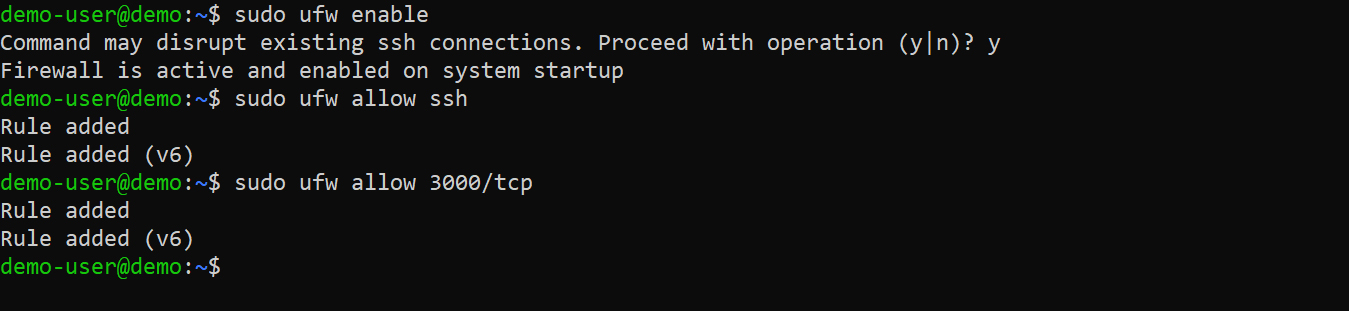 demo-user@demo:~$ sudo ufw enable
Command may disrupt existing ssh connections. Proceed with operation (y|n)? y
Firewall is active and enabled on system startup
demo-user@demo:~$ sudo ufw allow ssh
Rule added
Rule added (v6)
demo-user@demo:~$ sudo ufw allow 3000/tcp
Rule added
Rule added (v6)
demo-user@demo:~$